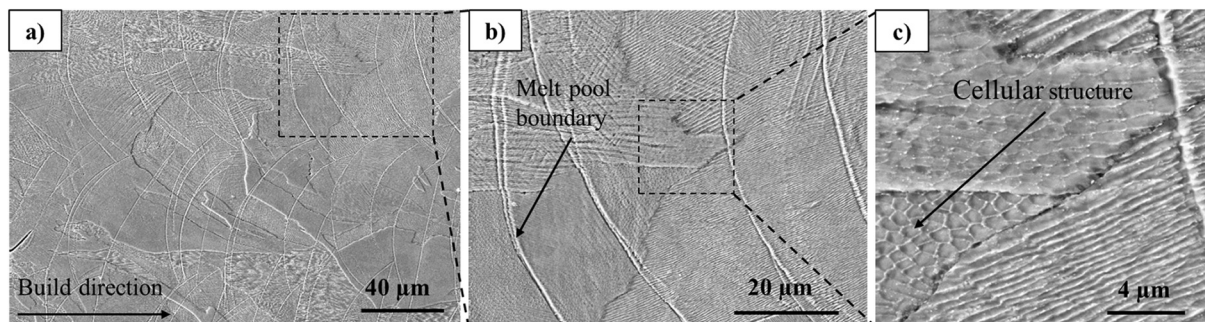 a)
Build direction
40 µm
b)
Melt pool
boundary
20 µm
c)
Cellular structure
4 µm